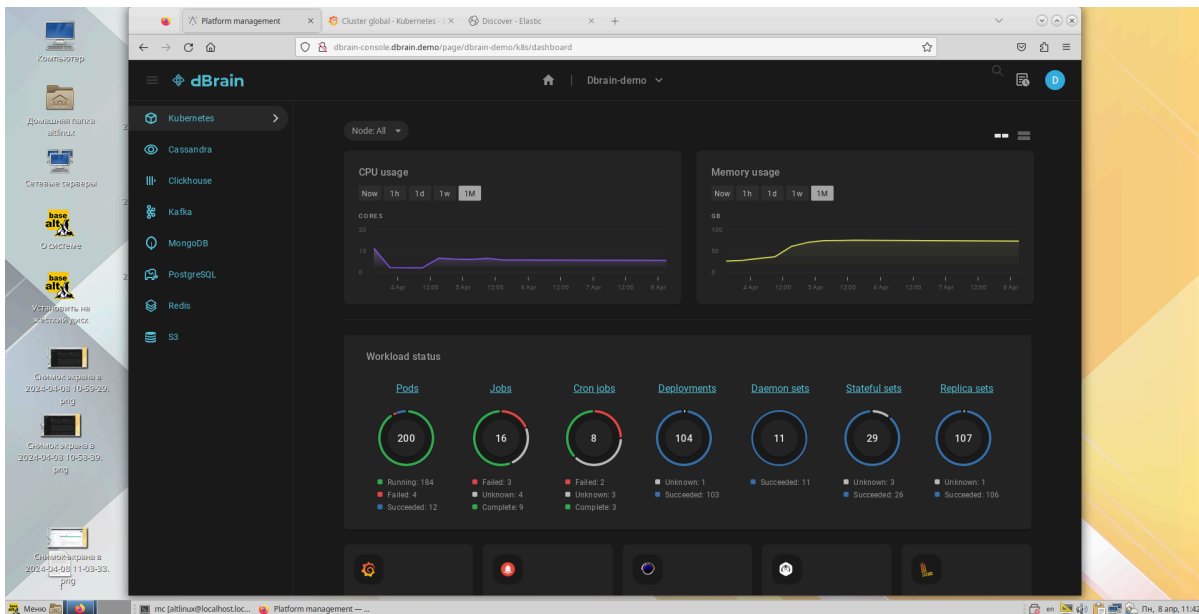 Компьютер
Домашняя папка
altlinux
Сетевые серверы
base
alt
О системе
base
alt
Установить на
жесткий диск
Снимок экрана в
2024-04-08 10-59-29.
png
Снимок экрана в
2024-04-08 10-58-39.
png
Снимок экрана в
2024-04-08 11-03-33.
png
Platform management
Cluster global - Kubernetes -
Discover - Elastic
dbrain-console.dbrain.demo/page/dbrain-demo/k8s/dashboard
dBrain
Dbrain-demo
D
Kubernetes
Cassandra
Clickhouse
Kafka
MongoDB
PostgreSQL
Redis
S3
Node: All
CPU usage
Now 1h 1d 1w 1M
CORES
20
10
0
4 Apr 12:00 5 Apr 12:00 6 Apr 12:00 7 Apr 12:00 8 Apr
Memory usage
Now 1h 1d 1w 1M
GB
100
50
0
4 Apr 12:00 5 Apr 12:00 6 Apr 12:00 7 Apr 12:00 8 Apr
Workload status
Pods
200
Running: 184
Failed: 4
Succeeded: 12
Jobs
16
Failed: 3
Unknown: 4
Complete: 9
Cron jobs
8
Failed: 2
Unknown: 3
Complete: 3
Deployments
104
Unknown: 1
Succeeded: 103
Daemon sets
11
Succeeded: 11
Stateful sets
29
Unknown: 3
Succeeded: 26
Replica sets
107
Unknown: 1
Succeeded: 106
Меню
mc [altlinux@localhost.loc...
Platform management — ...
en
Пн, 8 апр, 11:42